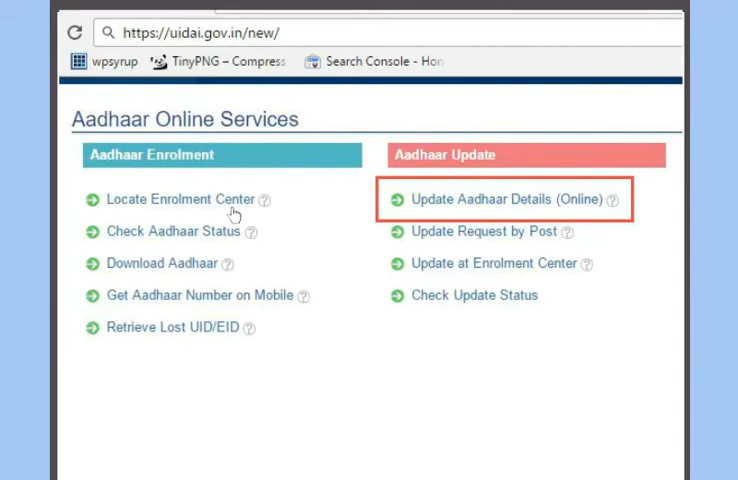 https://uidai.gov.in/new/
wpsyrup TinyPNG – Compress Search Console - Hon
Aadhaar Online Services
Aadhaar Enrolment
Locate Enrolment Center ?
Check Aadhaar Status ?
Download Aadhaar ?
Get Aadhaar Number on Mobile ?
Retrieve Lost UID/EID ?
Aadhaar Update
Update Aadhaar Details (Online) ?
Update Request by Post ?
Update at Enrolment Center ?
Check Update Status